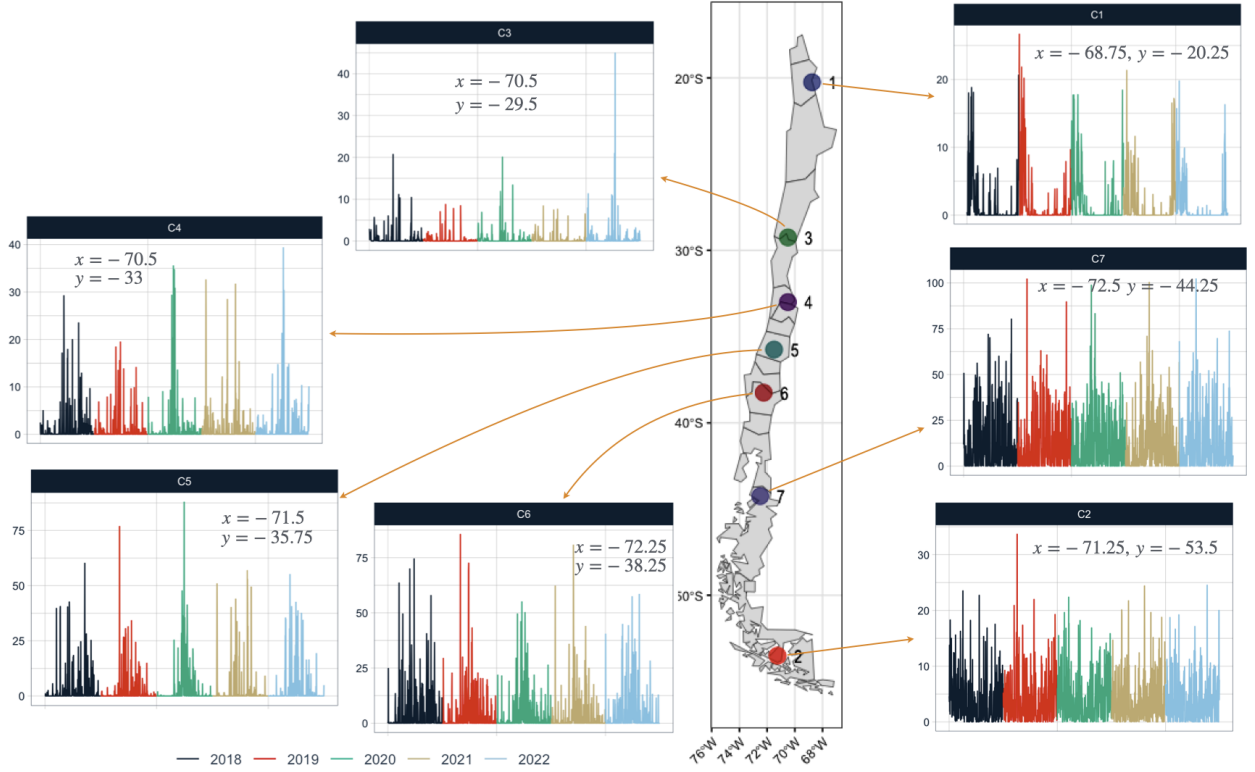 C3
x = − 70.5
y = − 29.5
40
30
20
10
0
C4
x = − 70.5
y = − 33
40
30
20
10
0
C5
x = − 71.5
y = − 35.75
75
50
25
0
C6
x = − 72.25
y = − 38.25
75
50
25
0
2018 2019 2020 2021 2022
20°S
30°S
40°S
50°S
76°W 74°W 72°W 70°W 68°W
1
3
4
5
6
7
2
C1
x = − 68.75, y = − 20.25
20
10
0
C7
x = − 72.5 y = − 44.25
100
75
50
25
0
C2
x = − 71.25, y = − 53.5
30
20
10
0